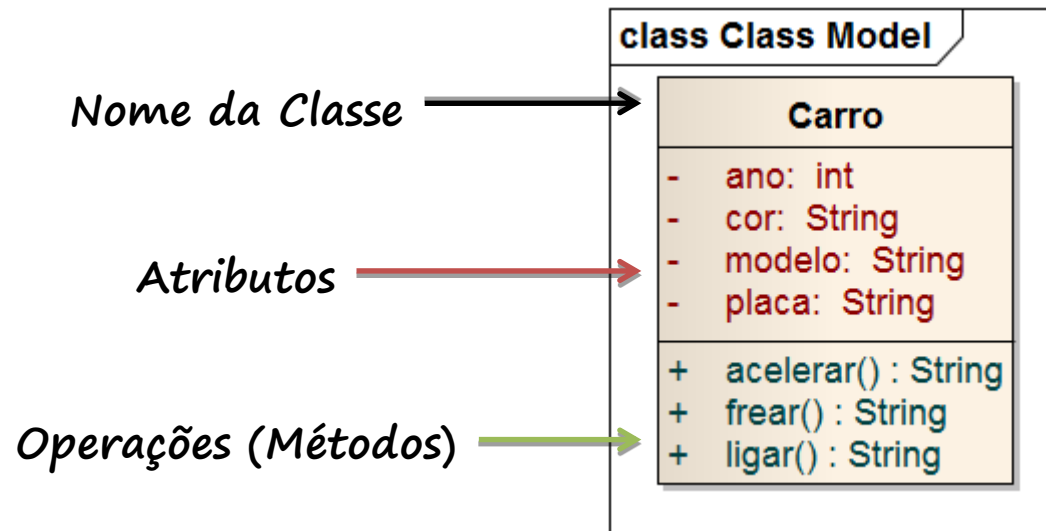 class Class Model
Nome da Classe
Carro
Atributos
- ano: int
- cor: String
- modelo: String
- placa: String
Operações (Métodos)
+ acelerar() : String
+ frear() : String
+ ligar() : String